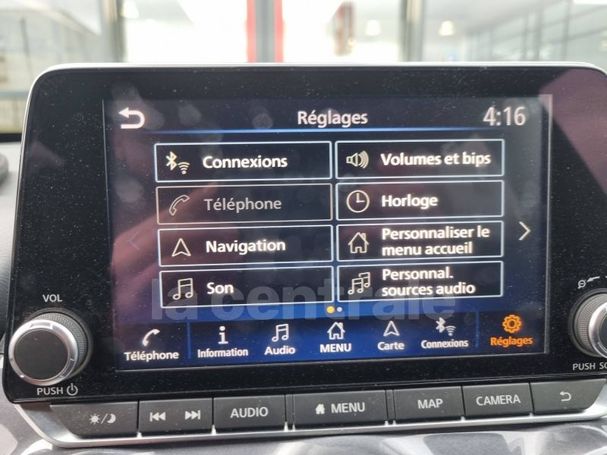 Réglages
4:16
Connexions
Volumes et bips
Téléphone
Horloge
Navigation
Personnaliser le
menu accueil
Son
Personnal.
sources audio
la centrale
Téléphone
Information
Audio
MENU
Carte
Connexions
Réglages
VOL
PUSH
AUDIO
MENU
MAP
CAMERA
PUSH